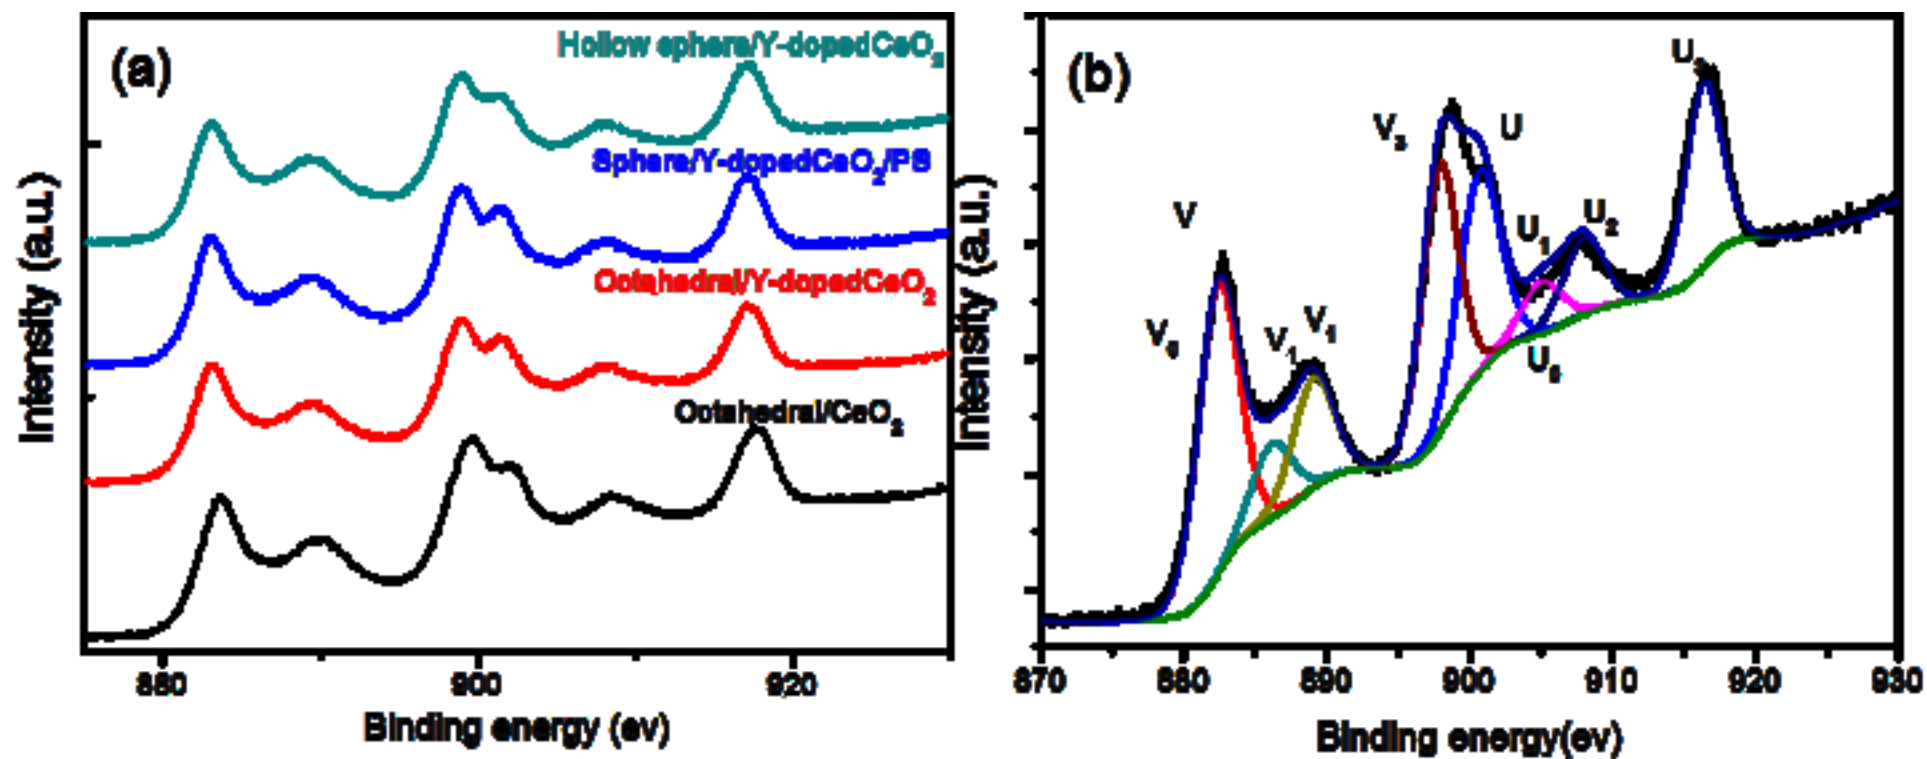 (a)
Hollow sphere/Y-dopedCeO2
Sphere/Y-dopedCeO2/PS
Octahedral/Y-dopedCeO2
Octahedral/CeO2
Intensity (a.u.)
880 900 920
Binding energy (ev)
(b)
U3
V3 U
V
U1 U2
V0 V1 V1
U0
Intensity (a.u.)
870 880 890 900 910 920 930
Binding energy(ev)